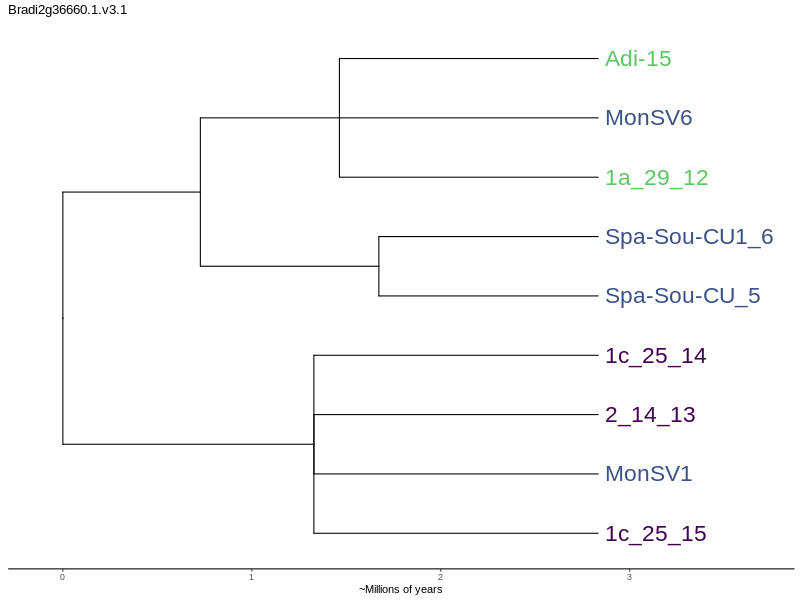 Bradi2g36660.1.v3.1
Adi-15
MonSV6
1a_29_12
Spa-Sou-CU1_6
Spa-Sou-CU_5
1c_25_14
2_14_13
MonSV1
1c_25_15
0 1 2 3
~Millions of years